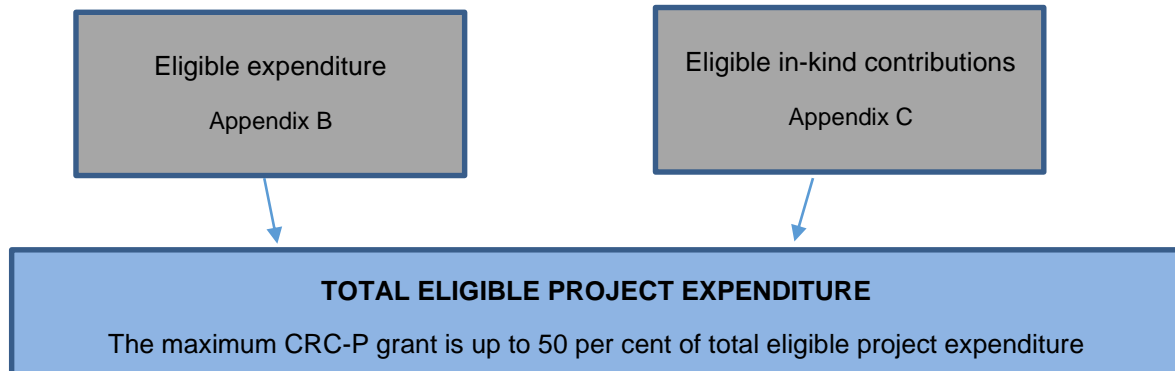 Eligible expenditure
Appendix B
Eligible in-kind contributions
Appendix C
TOTAL ELIGIBLE PROJECT EXPENDITURE
The maximum CRC-P grant is up to 50 per cent of total eligible project expenditure